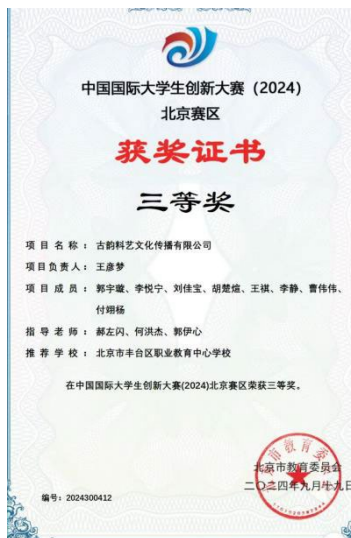 中国国际大学生创新大赛（2024）
北京赛区
获奖证书
三等奖
项目名称：古韵科艺文化传播有限公司
项目负责人：王彦梦
项目成员：郭宇璇、李悦宁、刘佳宝、胡楚煊、王祺、李静、曹伟伟、
付翊杨
指导老师：郝左闪、何洪杰、郭伊心
推荐学校：北京市丰台区职业教育中心学校
在中国国际大学生创新大赛(2024)北京赛区荣获三等奖。
北京市教育委员会
二〇二四年九月十九日
编号：2024300412